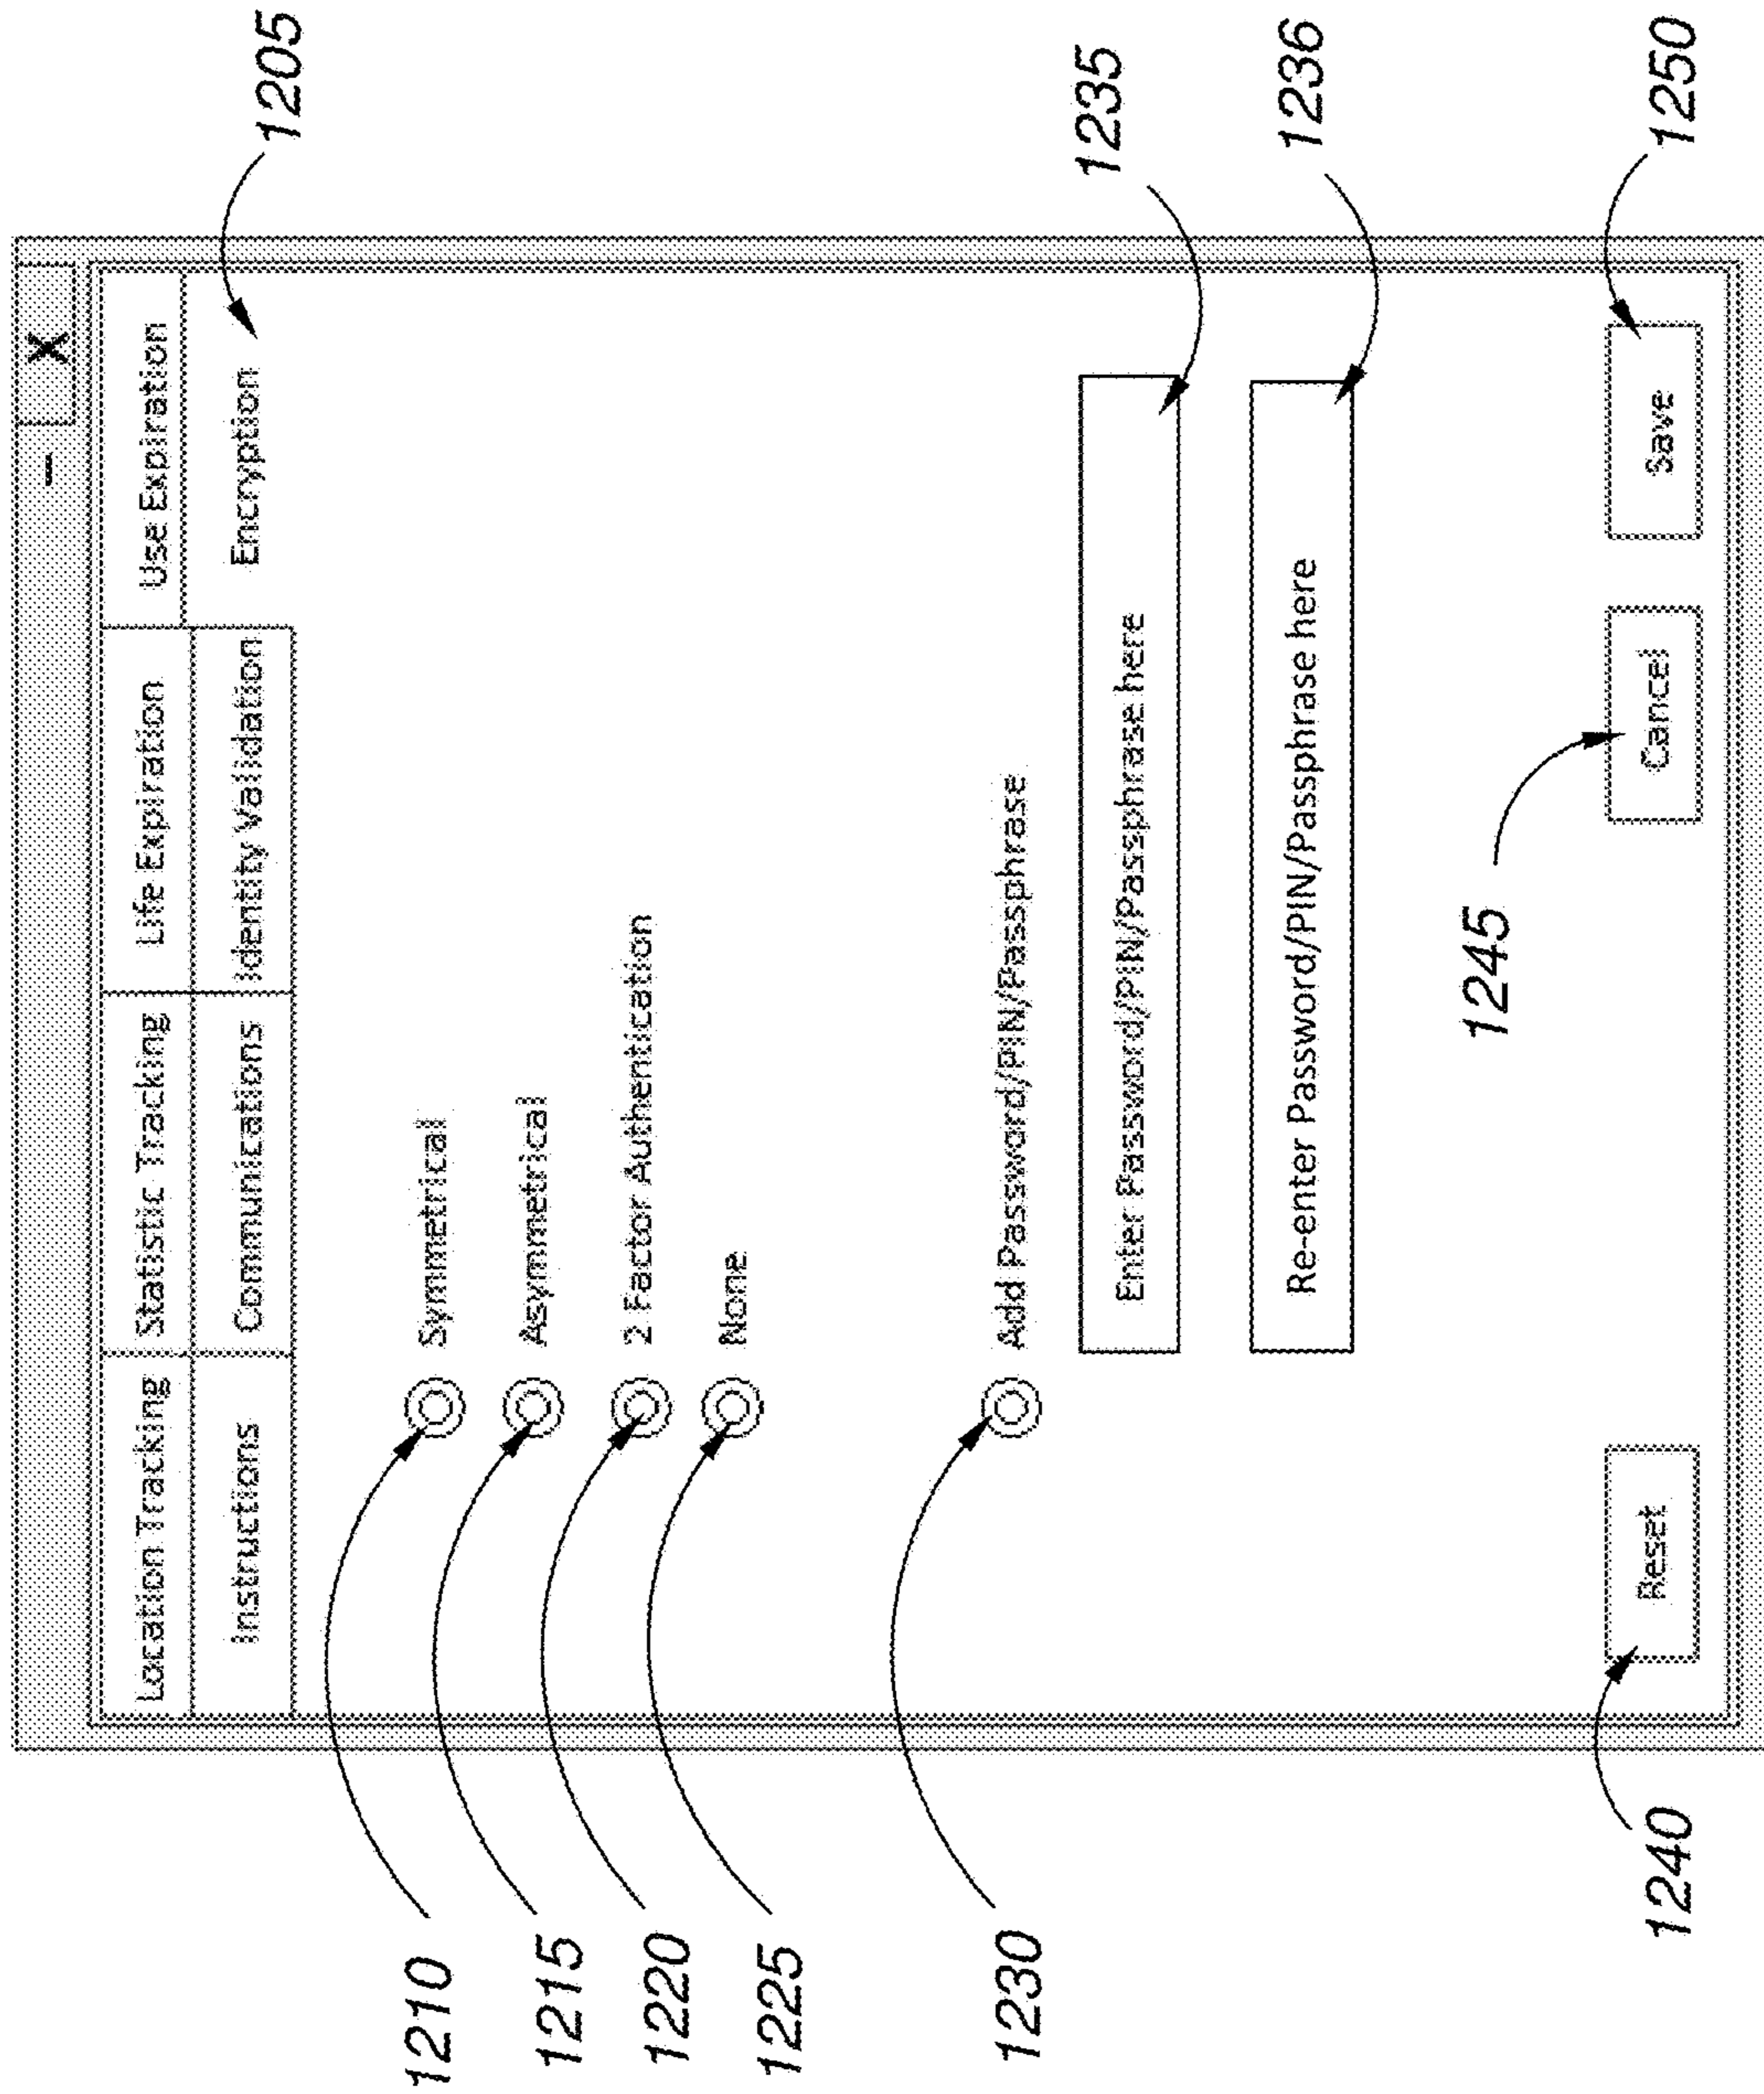 – X
Location Tracking Statistic Tracking Life Expiration Use Expiration
Instructions Communications Identity Validation Encryption
1205
1210 Symmetrical
1215 Asymmetrical
1220 2 Factor Authentication
1225 None
1230 Add Password/PIN/Passphrase
Enter Password/PIN/Passphrase here 1235
Re-enter Password/PIN/Passphrase here 1236
1245
1240 Reset Cancel Save 1250